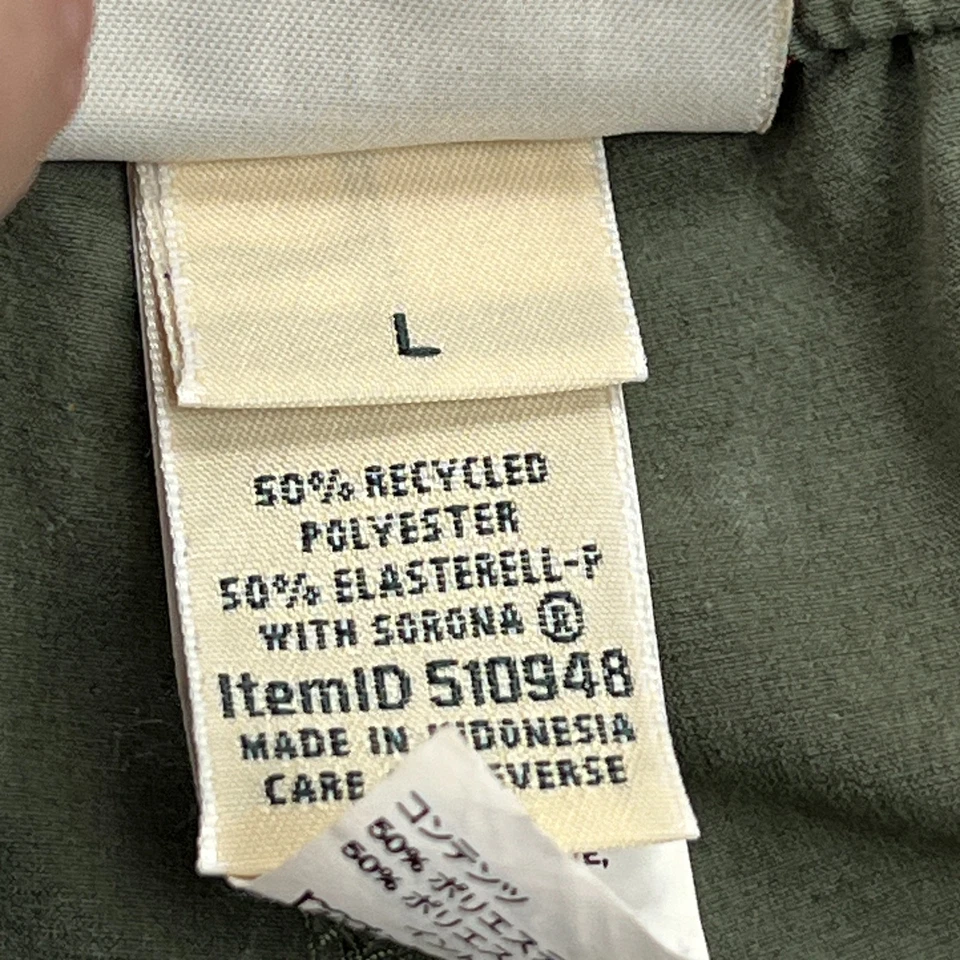 L
50% RECYCLED
POLYESTER
50% ELASTERELL-P
WITH SORONA ®
ItemID 510948
MADE IN INDONESIA
CARE
コンテンツ
50% ポリエス
50% ポリエス